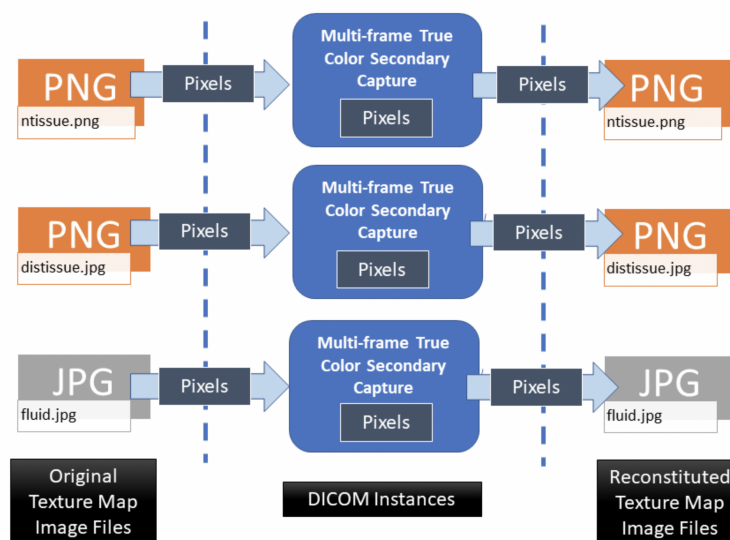 Multi-frame True
Color Secondary
Capture
PNG
Pixels
Pixels
PNG
ntissue.png
Pixels
ntissue.png
Multi-frame True
Color Secondary
Capture
PNG
Pixels
Pixels
PNG
distissue.jpg
Pixels
distissue.jpg
Multi-frame True
Color Secondary
Capture
JPG
Pixels
Pixels
JPG
fluid.jpg
Pixels
fluid.jpg
Original
Texture Map
Image Files
DICOM Instances
Reconstituted
Texture Map
Image Files